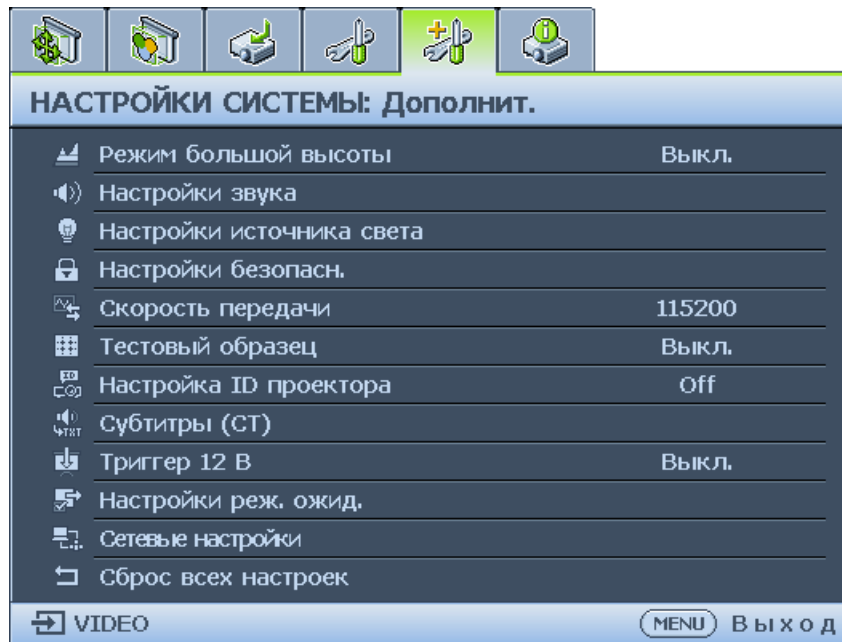 НАСТРОЙКИ СИСТЕМЫ: Дополнит.
Режим большой высоты Выкл.
Настройки звука
Настройки источника света
Настройки безопасн.
Скорость передачи 115200
Тестовый образец Выкл.
ID Настройка ID проектора Off
TXT Субтитры (СТ)
Триггер 12 В Выкл.
Настройки реж. ожид.
Сетевые настройки
Сброс всех настроек
VIDEO MENU Выход